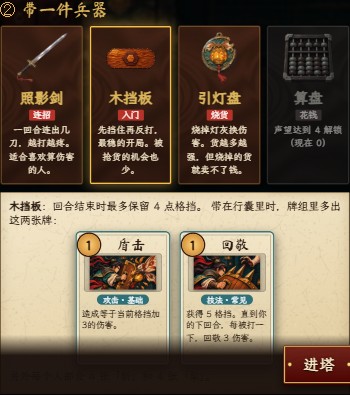 ② 带一件兵器
照影剑
连招
一回合连出几
刀，越打越疼。
适合喜欢算伤害
的人。
木挡板
入门
先挡住再反打，
最稳的开局。被
抢货的机会也
少。
引灯盘
烧货
烧掉灯友换伤
害。货越多越
强，但烧掉的货
就卖不了钱。
算盘
花钱
声望达到 4 解锁
(现在 0)
木挡板：回合结束时最多保留 4 点格挡。 带在行囊里时，牌组里多出
这两张牌：
1
盾击
攻击·基础
造成等于当前格挡加
3的伤害。
1
回敬
技法·常见
获得 5 格挡。直到你
的下回合，每被打一
下，回敬 3 伤害。
进塔